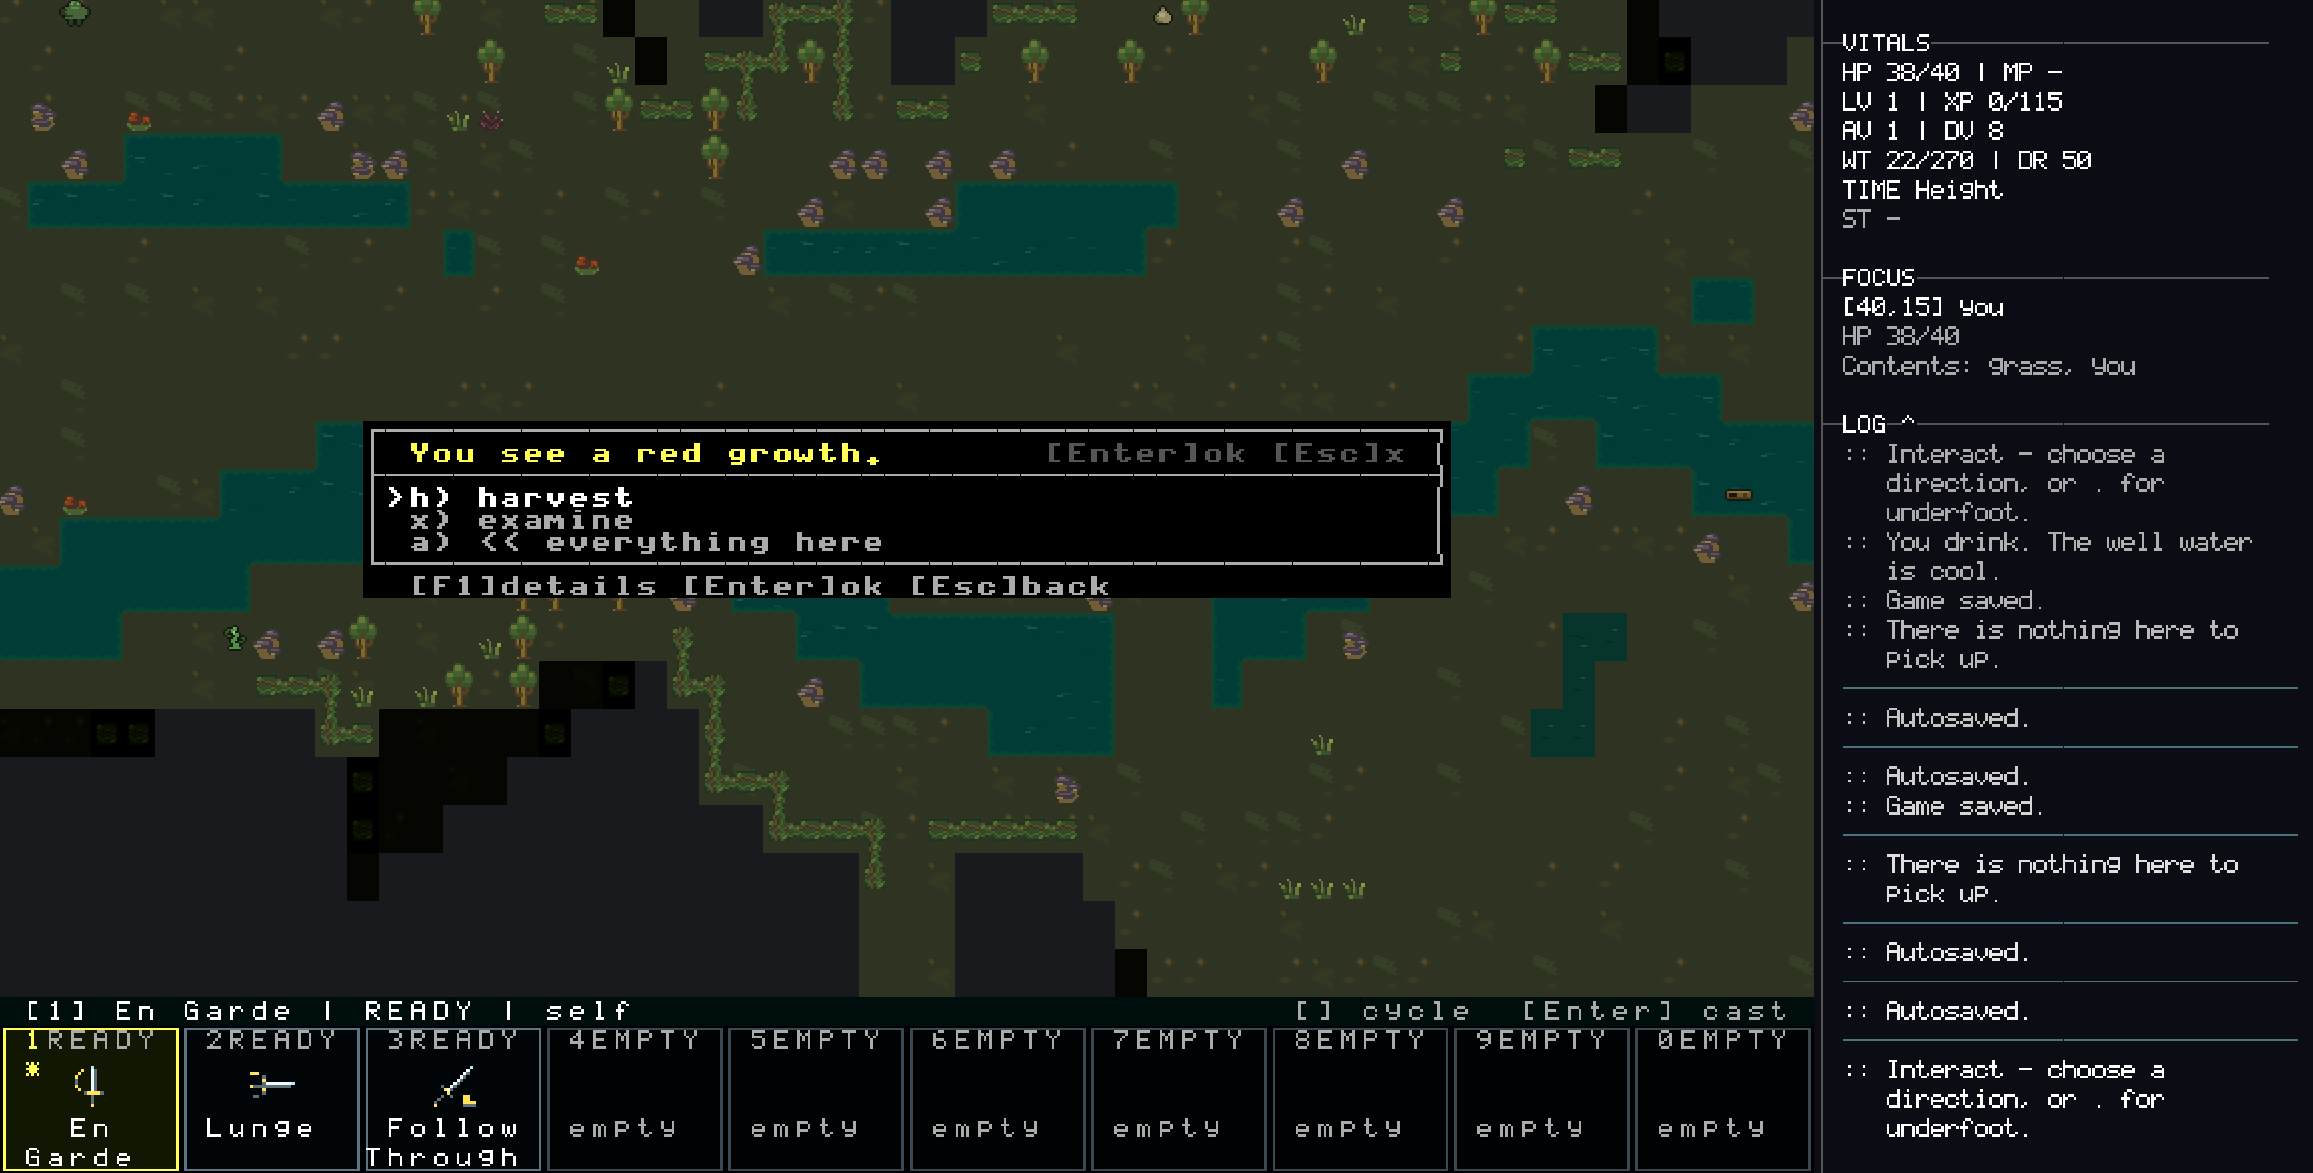 VITALS
HP 38/40 | MP -
LV 1 | XP 0/115
AV 1 | DV 8
WT 22/270 | DR 50
TIME Height
ST -
FOCUS
[40,15] You
HP 38/40
Contents: grass, You
LOG ^
:: Interact - choose a
direction, or . for
underfoot.
:: You drink. The well water
is cool.
:: Game saved.
:: There is nothing here to
pick up.
:: Autosaved.
:: Autosaved.
:: Game saved.
:: There is nothing here to
pick up.
:: Autosaved.
:: Autosaved.
:: Interact - choose a
direction, or . for
underfoot.
You see a red growth. [Enter]ok [Esc]x
>h) harvest
x) examine
a) << everything here
[F1]details [Enter]ok [Esc]back
[1] En Garde | READY | self [] cycle [Enter] cast
1READY 2READY 3READY 4EMPTY 5EMPTY 6EMPTY 7EMPTY 8EMPTY 9EMPTY 0EMPTY
En Lunge Follow empty empty empty empty empty empty empty
Garde Through